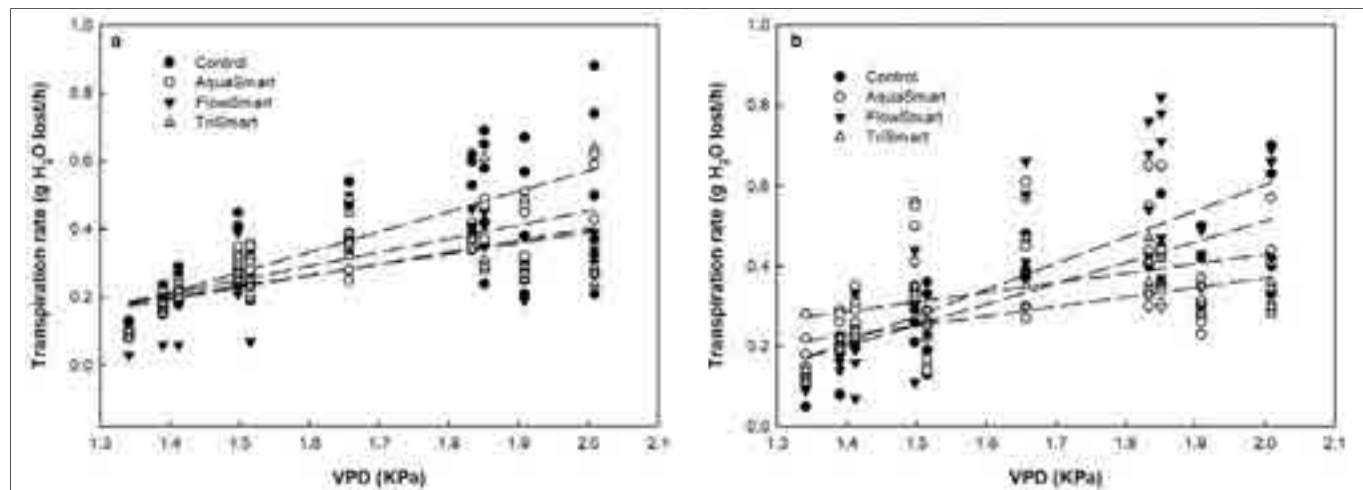 a
Control
AquaSmart
FlowSmart
TriSmart
Transpiration rate (g H₂O lost/h)
1.0
0.8
0.6
0.4
0.2
0.0
1.3 1.4 1.5 1.6 1.7 1.8 1.9 2.0 2.1
VPD (KPa)
b
Control
AquaSmart
FlowSmart
TriSmart
Transpiration rate (g H₂O lost/h)
1.0
0.8
0.6
0.4
0.2
0.0
1.3 1.4 1.5 1.6 1.7 1.8 1.9 2.0 2.1
VPD (KPa)